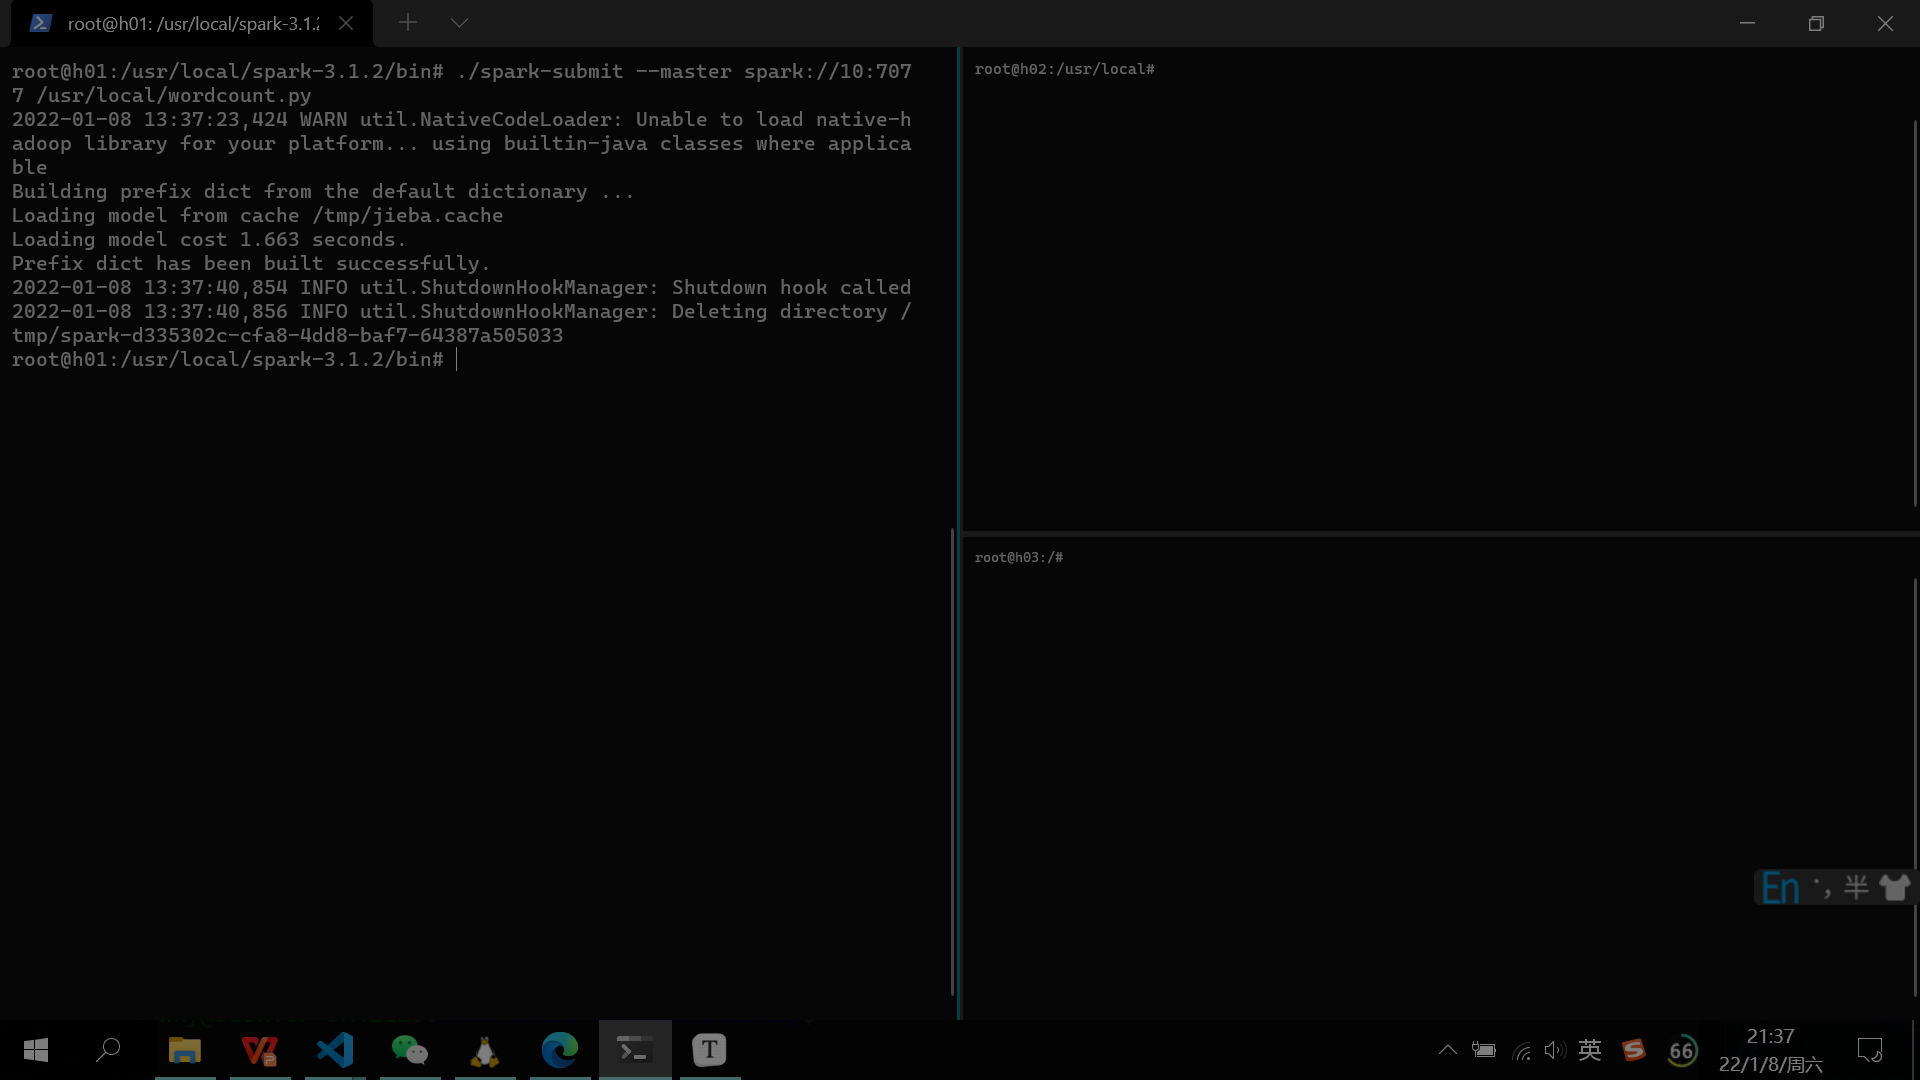 root@h01: /usr/local/spark-3.1.2
root@h01:/usr/local/spark-3.1.2/bin# ./spark-submit --master spark://10:707
7 /usr/local/wordcount.py
2022-01-08 13:37:23,424 WARN util.NativeCodeLoader: Unable to load native-h
adoop library for your platform... using builtin-java classes where applica
ble
Building prefix dict from the default dictionary ...
Loading model from cache /tmp/jieba.cache
Loading model cost 1.663 seconds.
Prefix dict has been built successfully.
2022-01-08 13:37:40,854 INFO util.ShutdownHookManager: Shutdown hook called
2022-01-08 13:37:40,856 INFO util.ShutdownHookManager: Deleting directory /
tmp/spark-d335302c-cfa8-4dd8-baf7-64387a505033
root@h01:/usr/local/spark-3.1.2/bin#
root@h02:/usr/local#
root@h03:/#
En ·, 半
英
66
21:37
22/1/8/周六